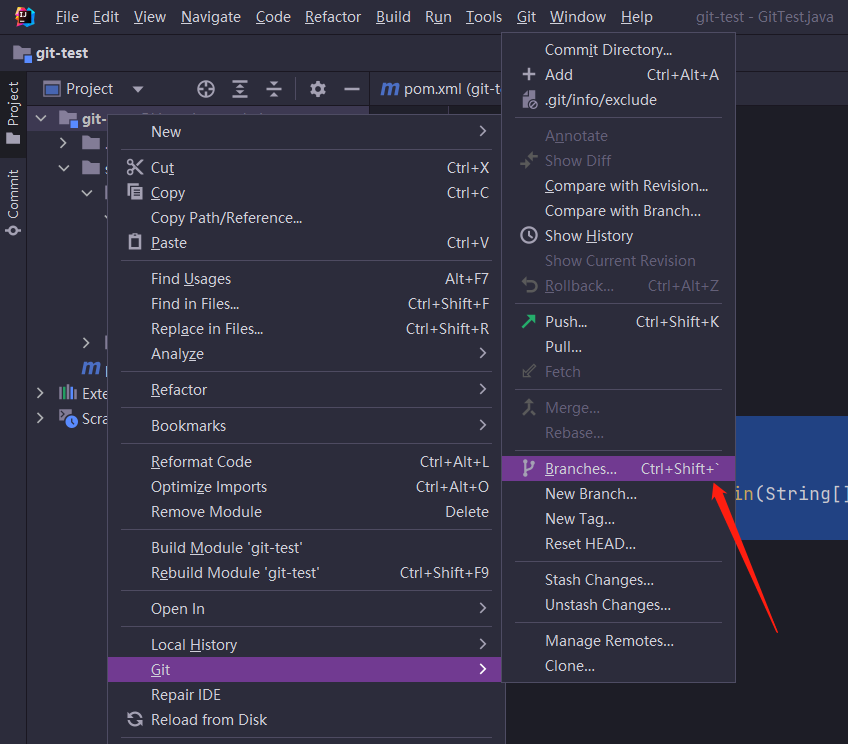 File Edit View Navigate Code Refactor Build Run Tools Git Window Help git-test - GitTest.java
git-test
Project
pom.xml (git-t
Project
Commit
git-
Exte
Scra
New
Cut Ctrl+X
Copy Ctrl+C
Copy Path/Reference...
Paste Ctrl+V
Find Usages Alt+F7
Find in Files... Ctrl+Shift+F
Replace in Files... Ctrl+Shift+R
Analyze
Refactor
Bookmarks
Reformat Code Ctrl+Alt+L
Optimize Imports Ctrl+Alt+O
Remove Module Delete
Build Module 'git-test'
Rebuild Module 'git-test' Ctrl+Shift+F9
Open In
Local History
Git
Repair IDE
Reload from Disk
Commit Directory...
Add Ctrl+Alt+A
.git/info/exclude
Annotate
Show Diff
Compare with Revision...
Compare with Branch...
Show History
Show Current Revision
Rollback... Ctrl+Alt+Z
Push... Ctrl+Shift+K
Pull...
Fetch
Merge...
Rebase...
Branches... Ctrl+Shift+`
New Branch...
New Tag...
Reset HEAD...
Stash Changes...
Unstash Changes...
Manage Remotes...
Clone...
in(String[]